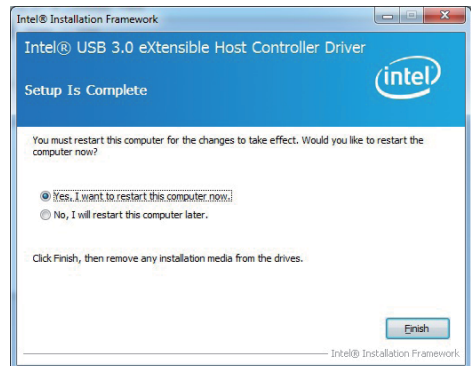 Intel® Installation Framework
Intel® USB 3.0 eXtensible Host Controller Driver
Setup Is Complete
intel®
You must restart this computer for the changes to take effect. Would you like to restart the
computer now?
Yes, I want to restart this computer now.
No, I will restart this computer later.
Click Finish, then remove any installation media from the drives.
Finish
Intel® Installation Framework